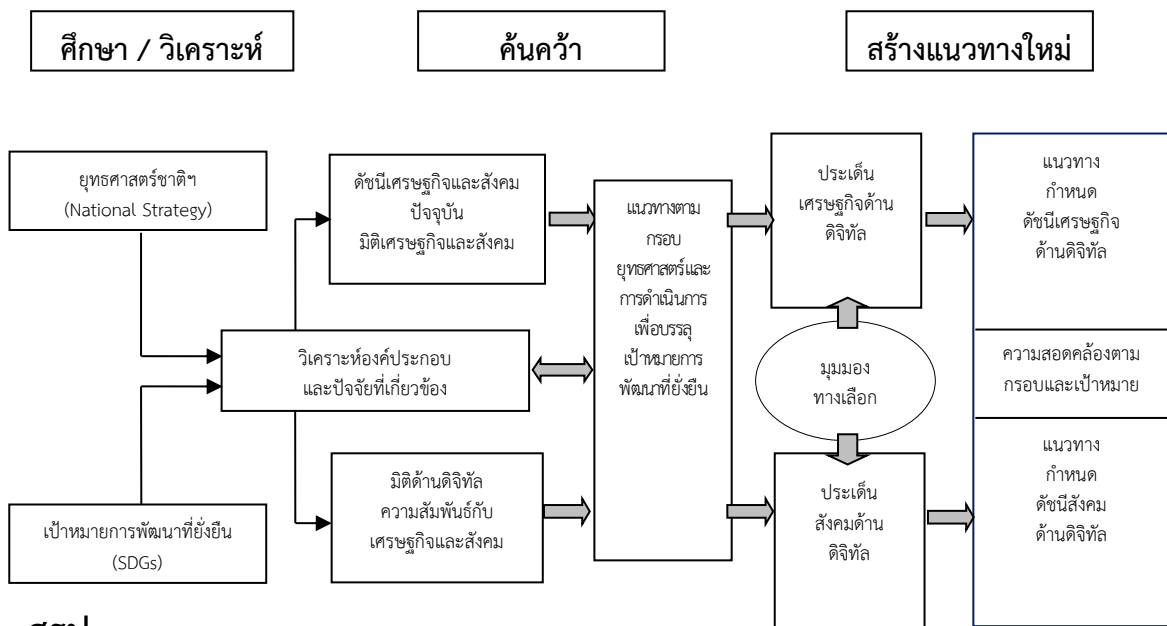 ศึกษา / วิเคราะห์
ค้นคว้า
สร้างแนวทางใหม่
ยุทธศาสตร์ชาติฯ
(National Strategy)
เป้าหมายการพัฒนาที่ยั่งยืน
(SDGs)
ดัชนีเศรษฐกิจและสังคม
ปัจจุบัน
มิติเศรษฐกิจและสังคม
วิเคราะห์องค์ประกอบ
และปัจจัยที่เกี่ยวข้อง
มิติด้านดิจิทัล
ความสัมพันธ์กับ
เศรษฐกิจและสังคม
แนวทางตาม
กรอบ
ยุทธศาสตร์และ
การดำเนินการ
เพื่อบรรลุ
เป้าหมายการ
พัฒนาที่ยั่งยืน
ประเด็น
เศรษฐกิจด้าน
ดิจิทัล
มุมมอง
ทางเลือก
ประเด็น
สังคมด้าน
ดิจิทัล
แนวทาง
กำหนด
ดัชนีเศรษฐกิจ
ด้านดิจิทัล
ความสอดคล้องตาม
กรอบและเป้าหมาย
แนวทาง
กำหนด
ดัชนีสังคม
ด้านดิจิทัล